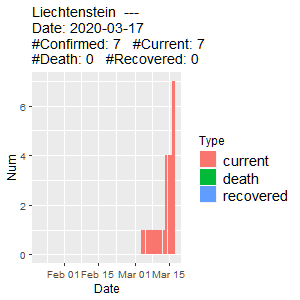 Liechtenstein  ---
Date: 2020-03-17
#Confirmed: 7   #Current: 7
#Death: 0   #Recovered: 0
Num
6
4
2
0
Feb 01 Feb 15 Mar 01 Mar 15
Date
Type
current
death
recovered